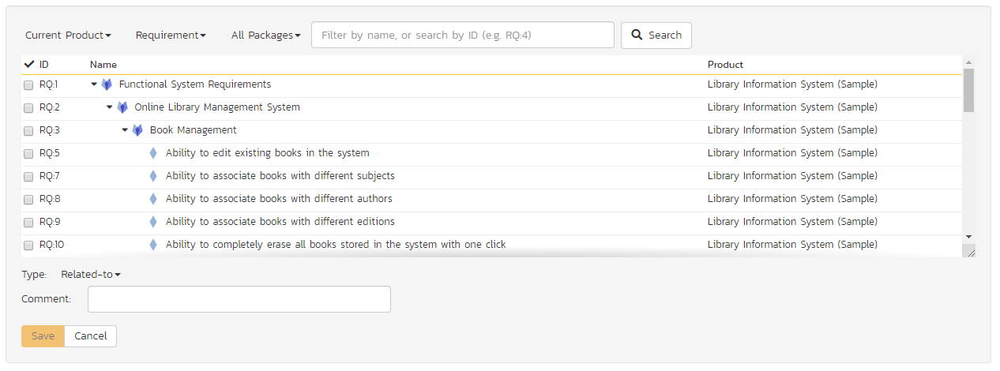 Current Product Requirement All Packages Filter by name, or search by ID (e.g. RQ:4) Search
ID Name Product
RQ:1 Functional System Requirements Library Information System (Sample)
RQ:2 Online Library Management System Library Information System (Sample)
RQ:3 Book Management Library Information System (Sample)
RQ:5 Ability to edit existing books in the system Library Information System (Sample)
RQ:7 Ability to associate books with different subjects Library Information System (Sample)
RQ:8 Ability to associate books with different authors Library Information System (Sample)
RQ:9 Ability to associate books with different editions Library Information System (Sample)
RQ:10 Ability to completely erase all books stored in the system with one click Library Information System (Sample)
Type: Related-to
Comment:
Save Cancel